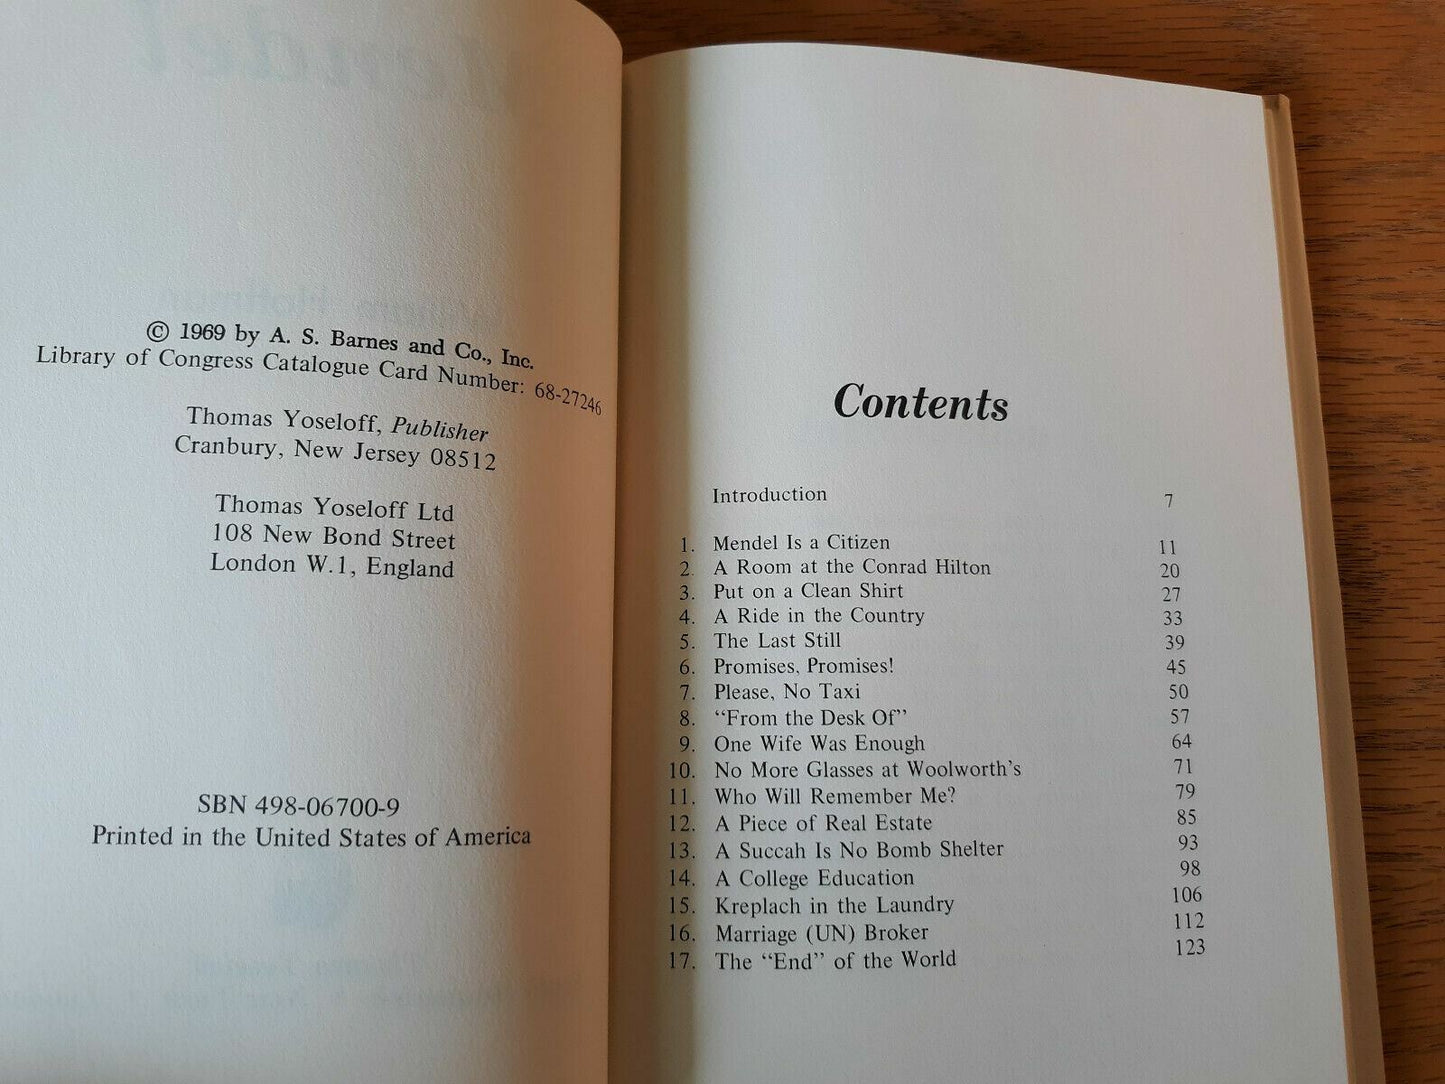 © 1969 by A. S. Barnes and Co., Inc.
Library of Congress Catalogue Card Number: 68-27246
Thomas Yoseloff, Publisher
Cranbury, New Jersey 08512
Thomas Yoseloff Ltd
108 New Bond Street
London W.1, England
SBN 498-06700-9
Printed in the United States of America
Contents
Introduction 7
1. Mendel Is a Citizen 11
2. A Room at the Conrad Hilton 20
3. Put on a Clean Shirt 27
4. A Ride in the Country 33
5. The Last Still 39
6. Promises, Promises! 45
7. Please, No Taxi 50
8. “From the Desk Of” 57
9. One Wife Was Enough 64
10. No More Glasses at Woolworth's 71
11. Who Will Remember Me? 79
12. A Piece of Real Estate 85
13. A Succah Is No Bomb Shelter 93
14. A College Education 98
15. Kreplach in the Laundry 106
16. Marriage (UN) Broker 112
17. The “End” of the World 123